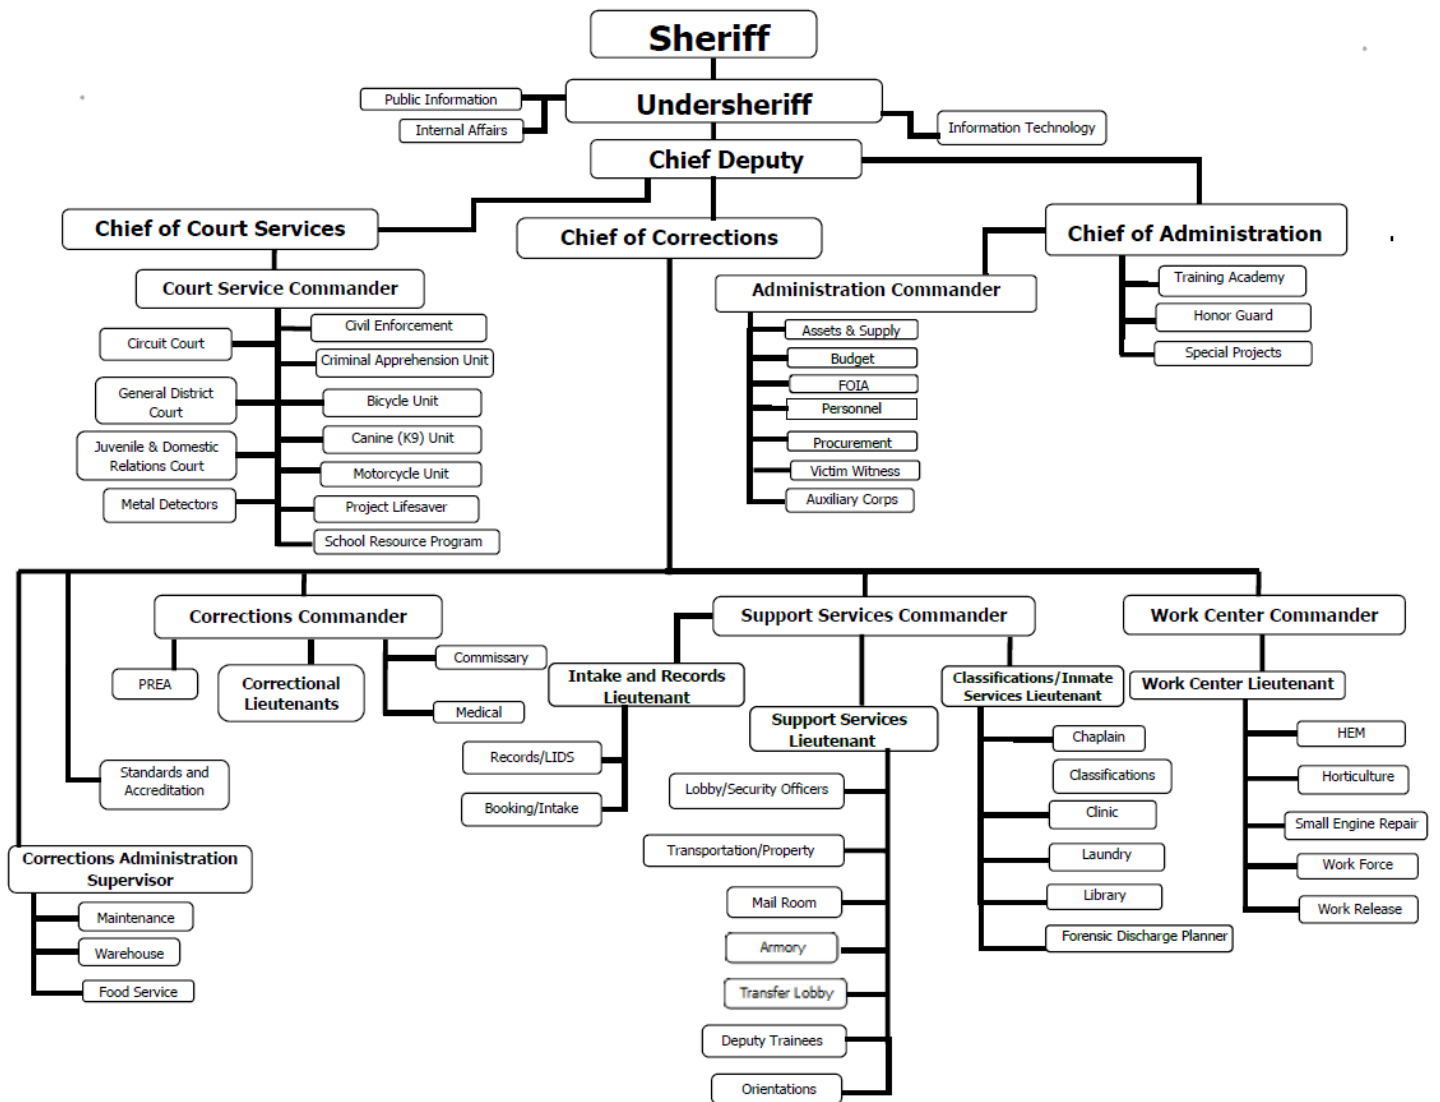 Sheriff
Public Information
Undersheriff
Internal Affairs
Information Technology
Chief Deputy
Chief of Court Services
Chief of Corrections
Chief of Administration
Court Service Commander
Administration Commander
Training Academy
Honor Guard
Special Projects
Civil Enforcement
Circuit Court
Criminal Apprehension Unit
General District
Court
Bicycle Unit
Juvenile & Domestic
Relations Court
Canine (K9) Unit
Motorcycle Unit
Metal Detectors
Project Lifesaver
School Resource Program
Assets & Supply
Budget
FOIA
Personnel
Procurement
Victim Witness
Auxiliary Corps
Corrections Commander
Support Services Commander
Work Center Commander
PREA
Correctional
Lieutenants
Commissary
Medical
Intake and Records
Lieutenant
Records/LIDS
Booking/Intake
Support Services
Lieutenant
Lobby/Security Officers
Transportation/Property
Mail Room
Armory
Transfer Lobby
Deputy Trainees
Orientations
Classifications/Inmate
Services Lieutenant
Chaplain
Classifications
Clinic
Laundry
Library
Forensic Discharge Planner
Work Center Lieutenant
HEM
Horticulture
Small Engine Repair
Work Force
Work Release
Standards and
Accreditation
Corrections Administration
Supervisor
Maintenance
Warehouse
Food Service